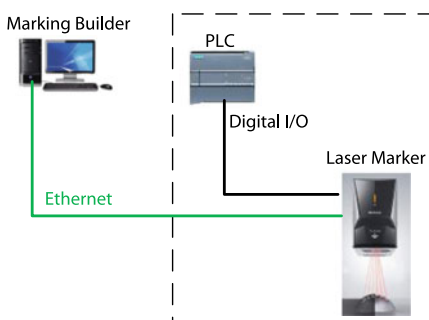 Marking Builder
PLC
Digital I/O
Laser Marker
Ethernet